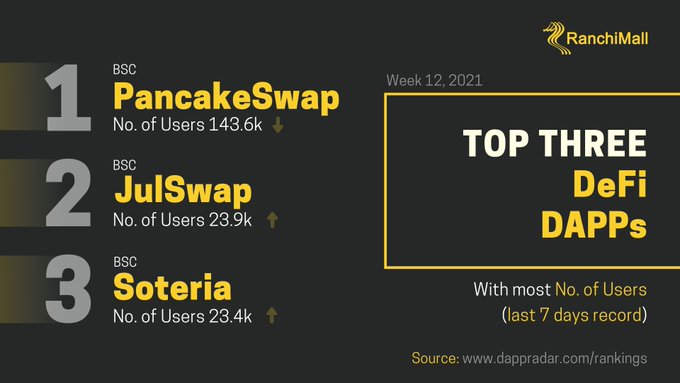 RanchiMall
1
BSC
PancakeSwap
No. of Users 143.6k
2
BSC
JulSwap
No. of Users 23.9k
3
BSC
Soteria
No. of Users 23.4k
Week 12, 2021
TOP THREE
DeFi
DAPPs
With most No. of Users
(last 7 days record)
Source: www.dappradar.com/rankings